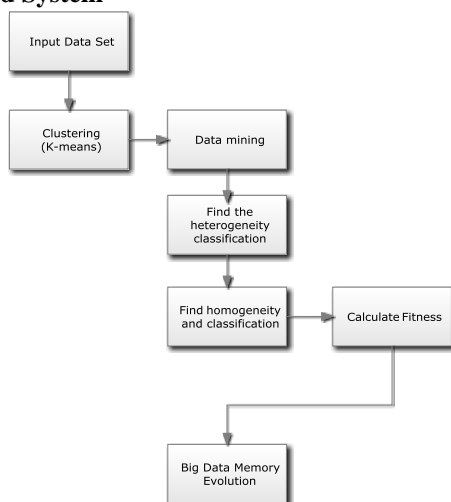 d System
Input Data Set
Clustering
(K-means)
Data mining
Find the
heterogeneity
classification
Find homogeneity
and classification
Calculate Fitness
Big Data Memory
Evolution